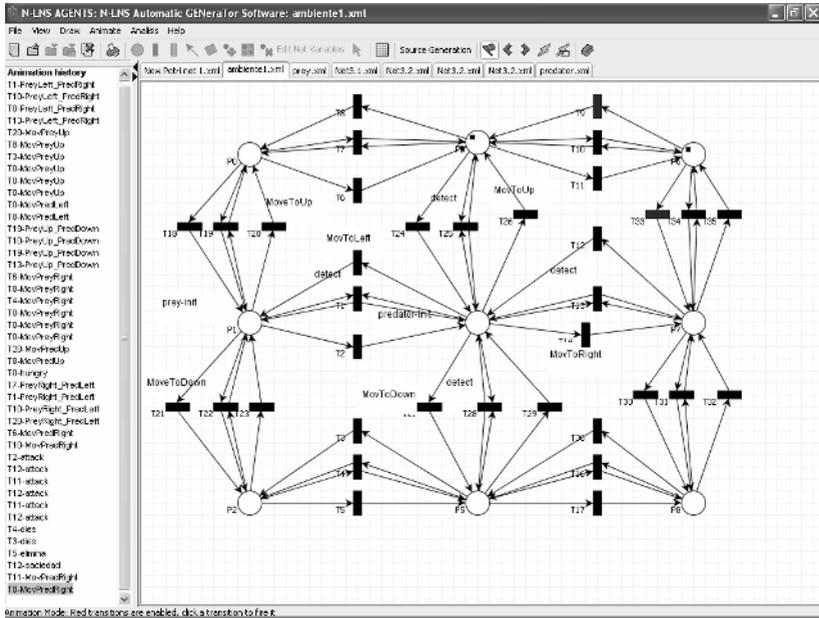 N-LNS AGENTS: N-LNS Automatic GENeraTor Software: ambiente1.xml
File View Draw Animate Analisis Help
Edit Net Variables Source Generation
New Petri net 1.xml ambiente1.xml prey.xml Net3.1.xml Net3.2.xml Net3.2.xml Net3.2.xml predator.xml
Animation history
T1-PreyLeft_PredRight
T10-PreyLeft_PredRight
T0-PreyLeft_PredRight
T13-PreyLeft_PredRight
T20-MovPreyUp
T8-MovPreyUp
T3-MovPreyUp
T0-MovPreyUp
T0-MovPreyUp
T0-MovPreyUp
T0-MovPredLeft
T8-MovPredLeft
T19-PreyUp_PredDown
T10-PreyUp_PredDown
T19-PreyUp_PredDown
T13-PreyUp_PredDown
T6-MovPreyRight
T0-MovPreyRight
T4-MovPreyRight
T0-MovPreyRight
T0-MovPreyRight
T0-MovPreyRight
T20-MovPredUp
T8-MovPredUp
T0-hungry
T7-PreyRight_PredLeft
T1-PreyRight_PredLeft
T10-PreyRight_PredLeft
T20-PreyRight_PredLeft
T6-MovPredRight
T10-MovPredRight
T2-attack
T12-attack
T11-attack
T12-attack
T11-attack
T12-attack
T4-dies
T3-dies
T5-elimina
T12-saciedad
T11-MovPredRight
T8-MovPredRight
T8 T9
T7 T10
P0
T6 T11
MoveToUp detect MovToUp
T18 T19 T20 T24 T25 T26 T33 T34 T35
MovToLeft T12
detect detect
prey-init T1 predator-init
P1 P7
T2 MovToRight
MoveToDown MovToDown detect
T21 T22 T23 T28 T29 T30 T31 T32
T3
P2 T5 P5 T17 P8
Animation Mode: Red transitions are enabled, click a transition to fire it